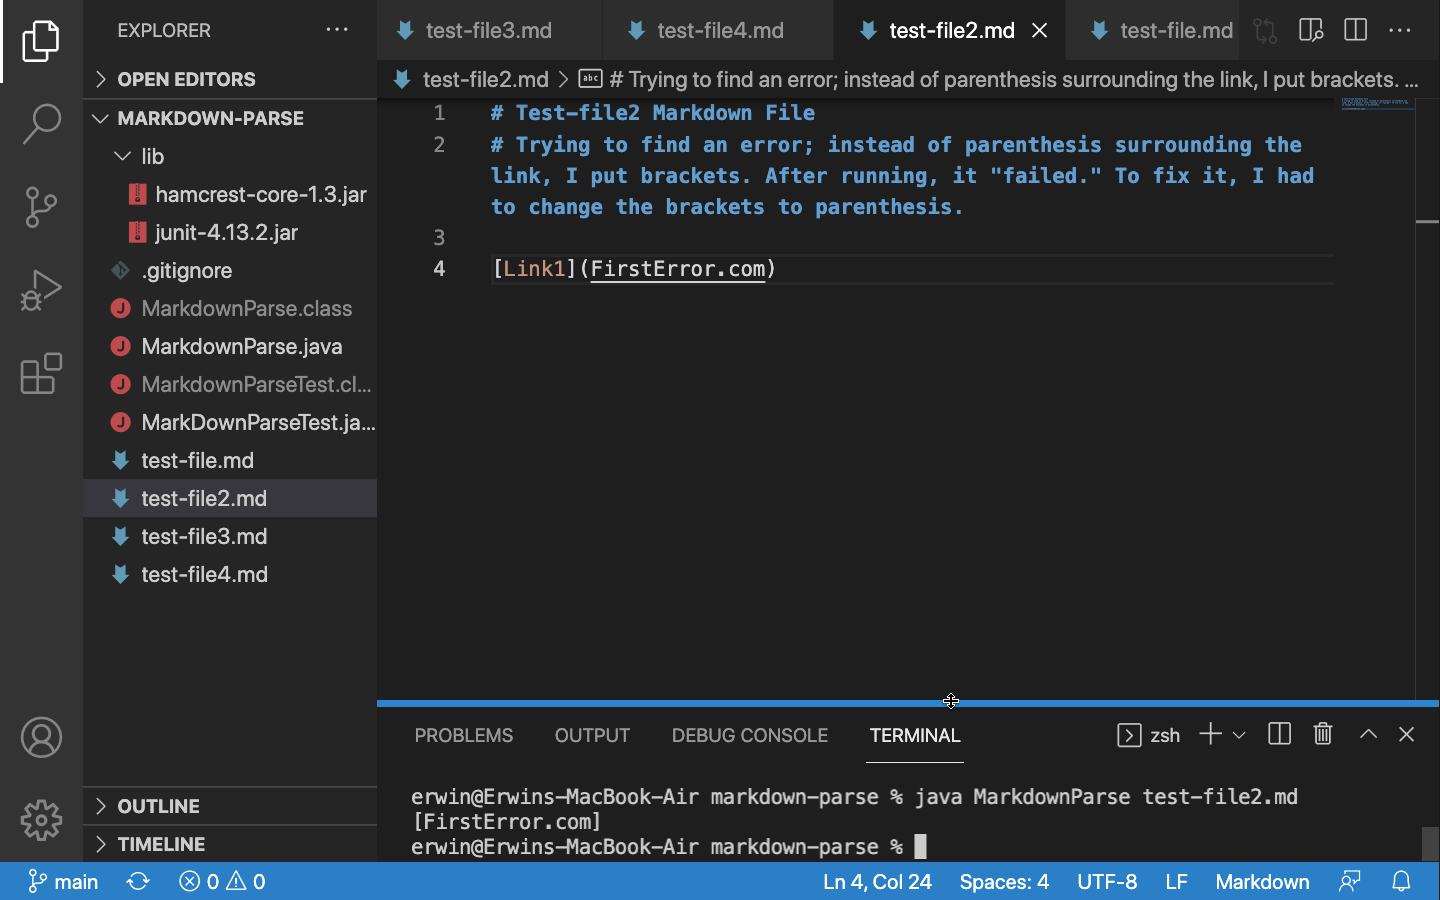 EXPLORER
test-file3.md
test-file4.md
test-file2.md
test-file.md
OPEN EDITORS
test-file2.md > abc # Trying to find an error; instead of parenthesis surrounding the link, I put brackets. ...
MARKDOWN-PARSE
lib
hamcrest-core-1.3.jar
junit-4.13.2.jar
.gitignore
J MarkdownParse.class
J MarkdownParse.java
J MarkdownParseTest.cl...
J MarkDownParseTest.ja...
test-file.md
test-file2.md
test-file3.md
test-file4.md
OUTLINE
TIMELINE
1 # Test-file2 Markdown File
2 # Trying to find an error; instead of parenthesis surrounding the
link, I put brackets. After running, it "failed." To fix it, I had
to change the brackets to parenthesis.
3
4 [Link1](FirstError.com)
PROBLEMS OUTPUT DEBUG CONSOLE TERMINAL zsh
erwin@Erwins-MacBook-Air markdown-parse % java MarkdownParse test-file2.md
[FirstError.com]
erwin@Erwins-MacBook-Air markdown-parse %
main 0 0 Ln 4, Col 24 Spaces: 4 UTF-8 LF Markdown